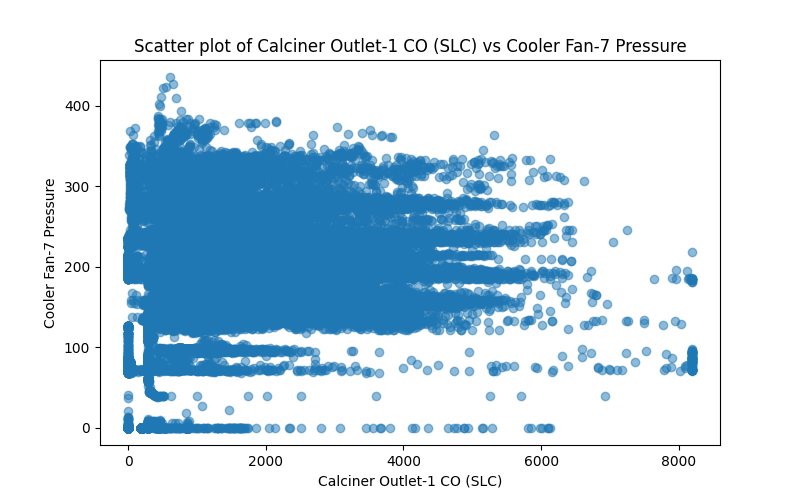 Scatter plot of Calciner Outlet-1 CO (SLC) vs Cooler Fan-7 Pressure
400
300
200
100
0
Cooler Fan-7 Pressure
0 2000 4000 6000 8000
Calciner Outlet-1 CO (SLC)